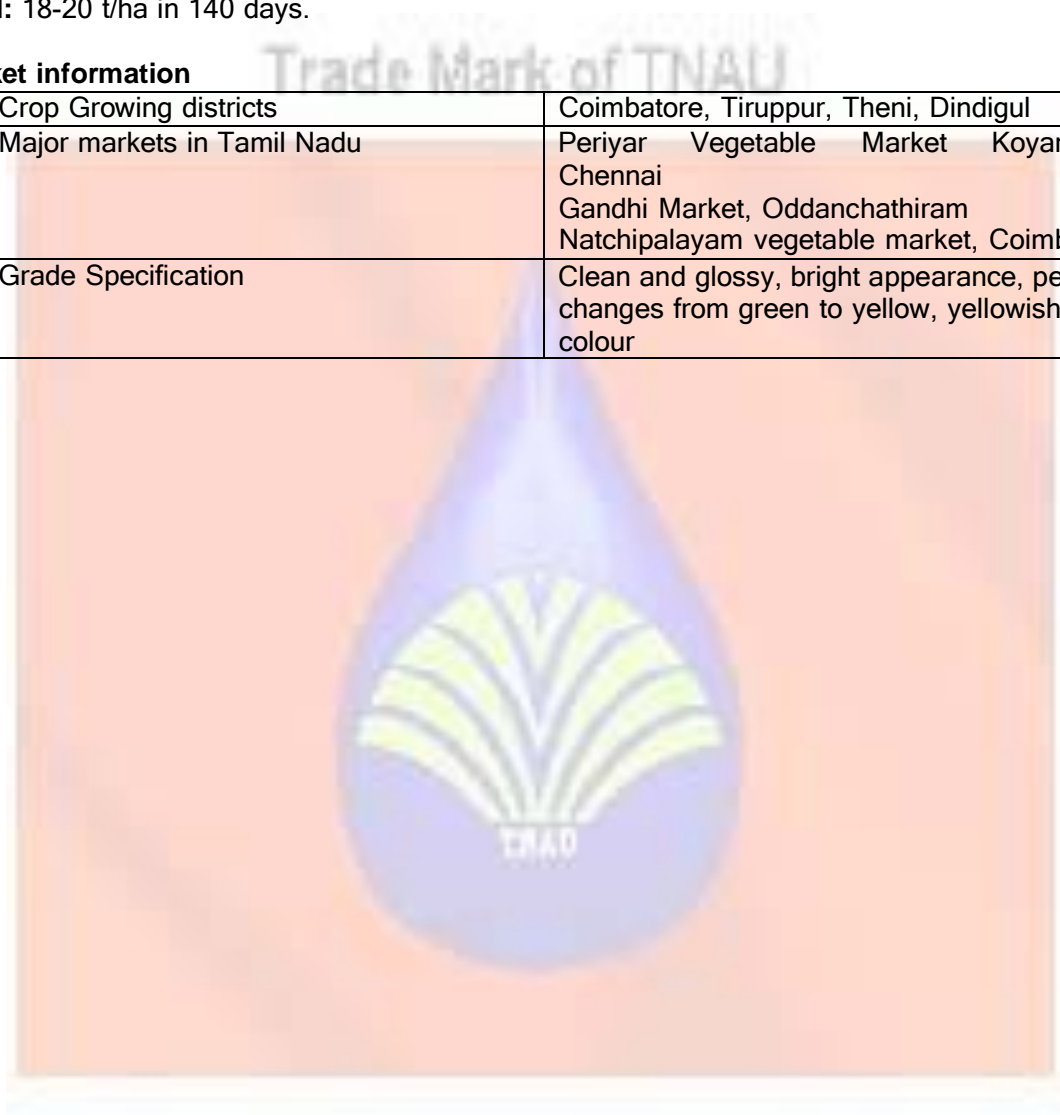 : 18-20 t/ha in 140 days.
Trade Mark of TNAU
ket information
Crop Growing districts
Coimbatore, Tiruppur, Theni, Dindigul
Major markets in Tamil Nadu
Periyar Vegetable Market Koyam
Chennai
Gandhi Market, Oddanchathiram
Natchipalayam vegetable market, Coimb
Grade Specification
Clean and glossy, bright appearance, pe
changes from green to yellow, yellowish
colour
TNAU